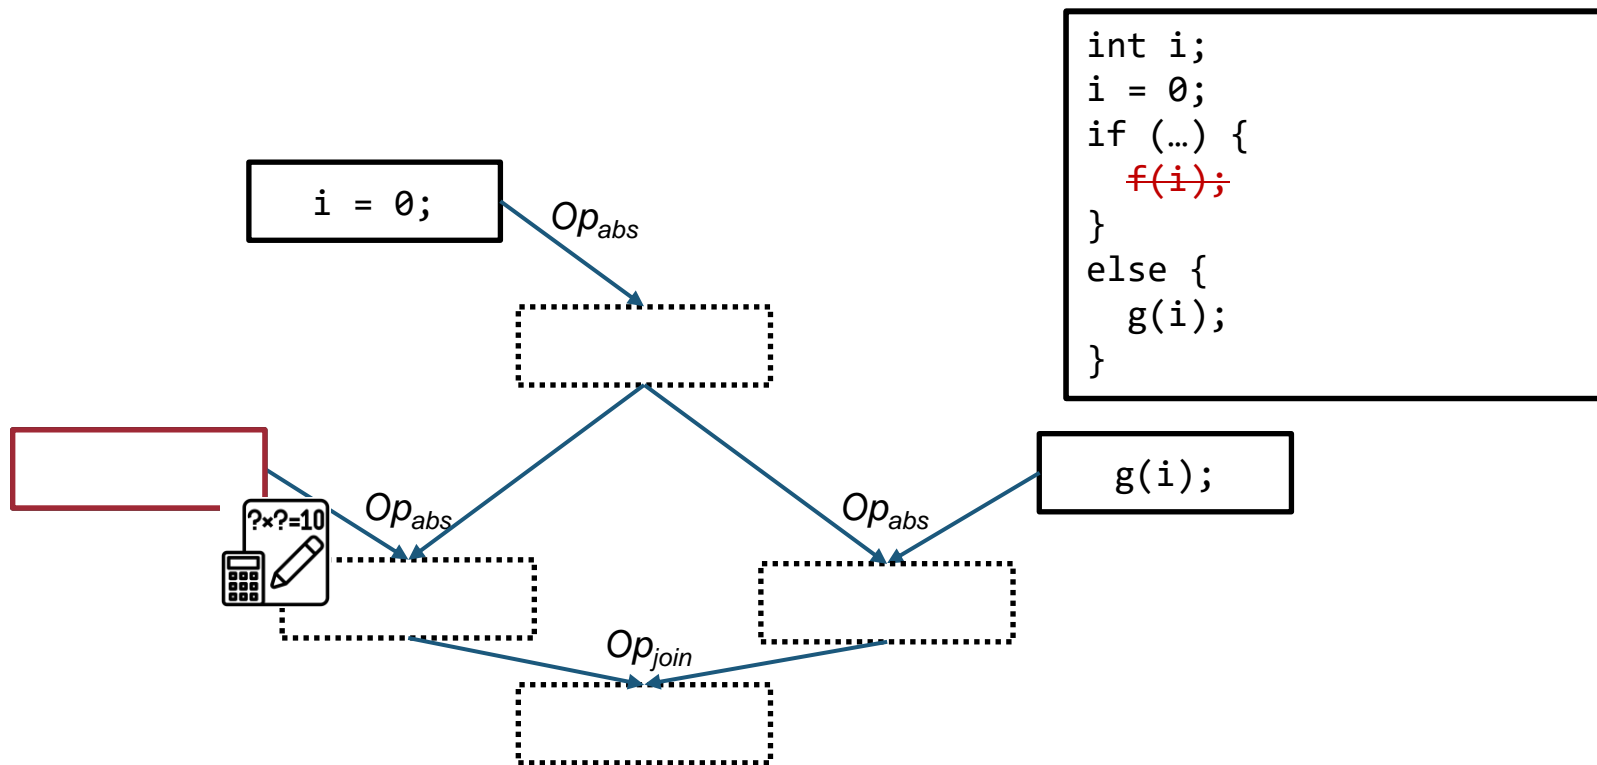 int i;
i = 0;
if (…) {
f(i);
}
else {
g(i);
}
i = 0;
Opabs
g(i);
Opabs
Opabs
?×?=10
Opjoin